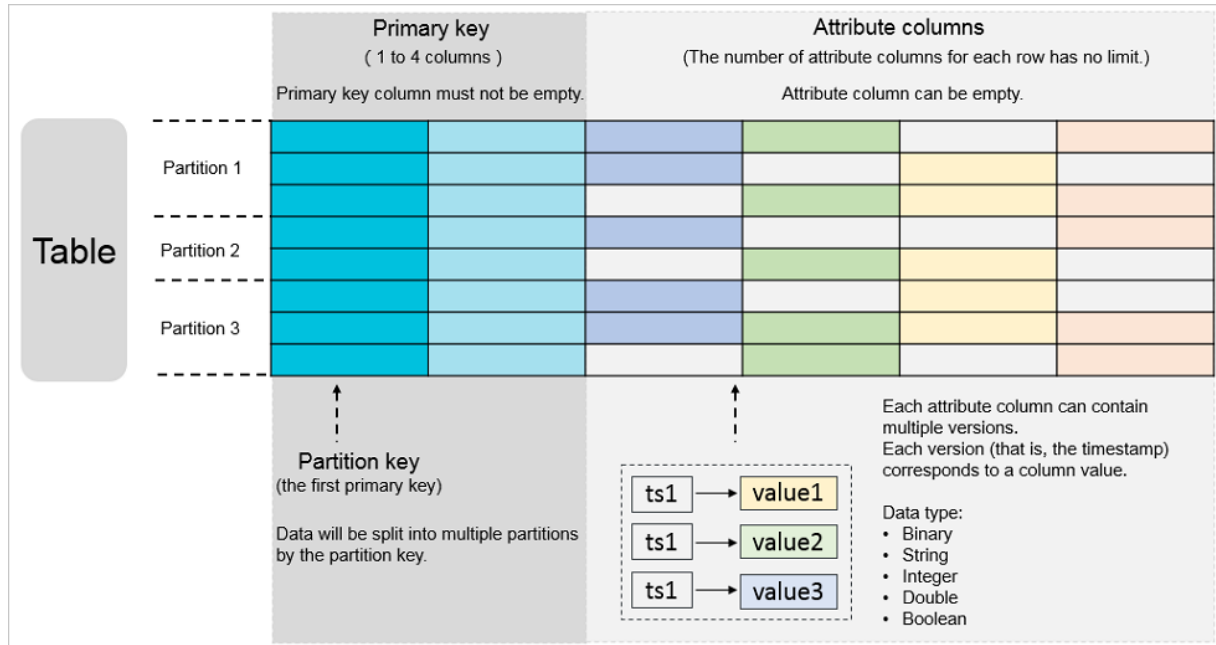 Primary key
( 1 to 4 columns )
Primary key column must not be empty.
Attribute columns
(The number of attribute columns for each row has no limit.)
Attribute column can be empty.
Table
Partition 1
Partition 2
Partition 3
Partition key
(the first primary key)
Data will be split into multiple partitions
by the partition key.
ts1
value1
ts1
value2
ts1
value3
Each attribute column can contain
multiple versions.
Each version (that is, the timestamp)
corresponds to a column value.
Data type:
• Binary
• String
• Integer
• Double
• Boolean